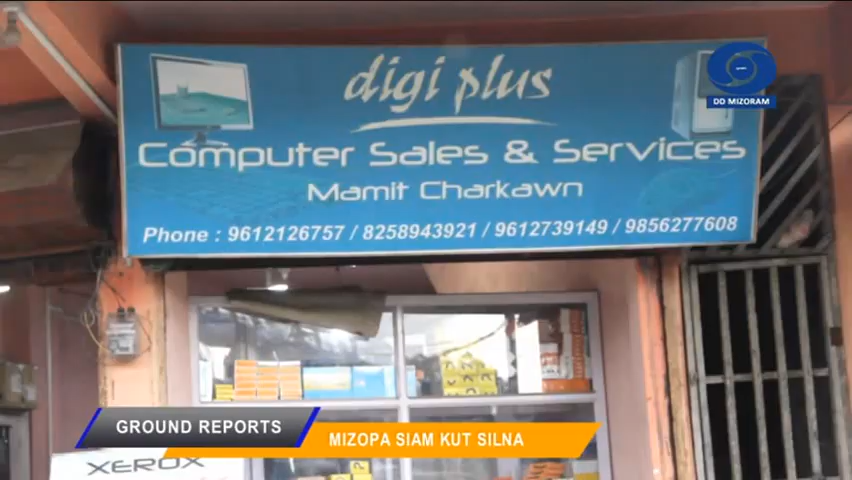 digi plus
DD MIZORAM
Computer Sales & Services
Mamit Charkawn
Phone : 9612126757 / 8258943921 / 9612739149 / 9856277608
GROUND REPORTS
MIZOPA SIAM KUT SILNA
XEROX